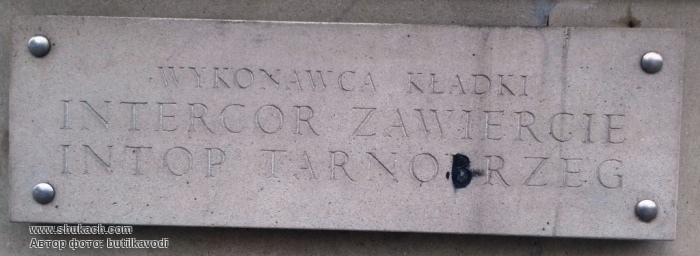 WYKONAWCA KŁADKI
INTERCOR ZAWIERCIE
INTOP TARNOBRZEG
www.shukach.com
Автор фото: butilkavodi